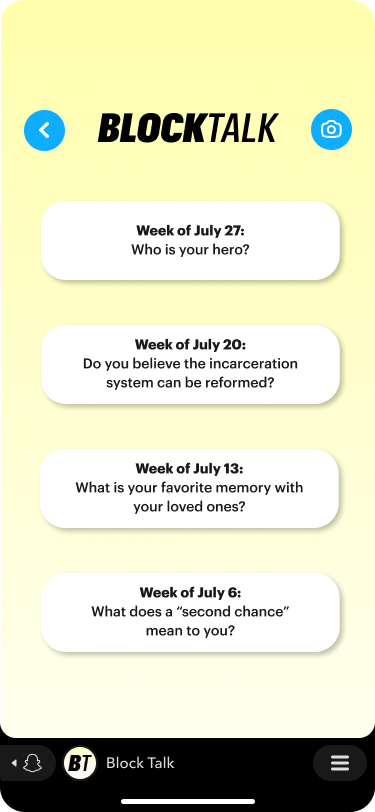 BLOCKTALK
Week of July 27:
Who is your hero?
Week of July 20:
Do you believe the incarceration
system can be reformed?
Week of July 13:
What is your favorite memory with
your loved ones?
Week of July 6:
What does a “second chance”
mean to you?
BT
Block Talk